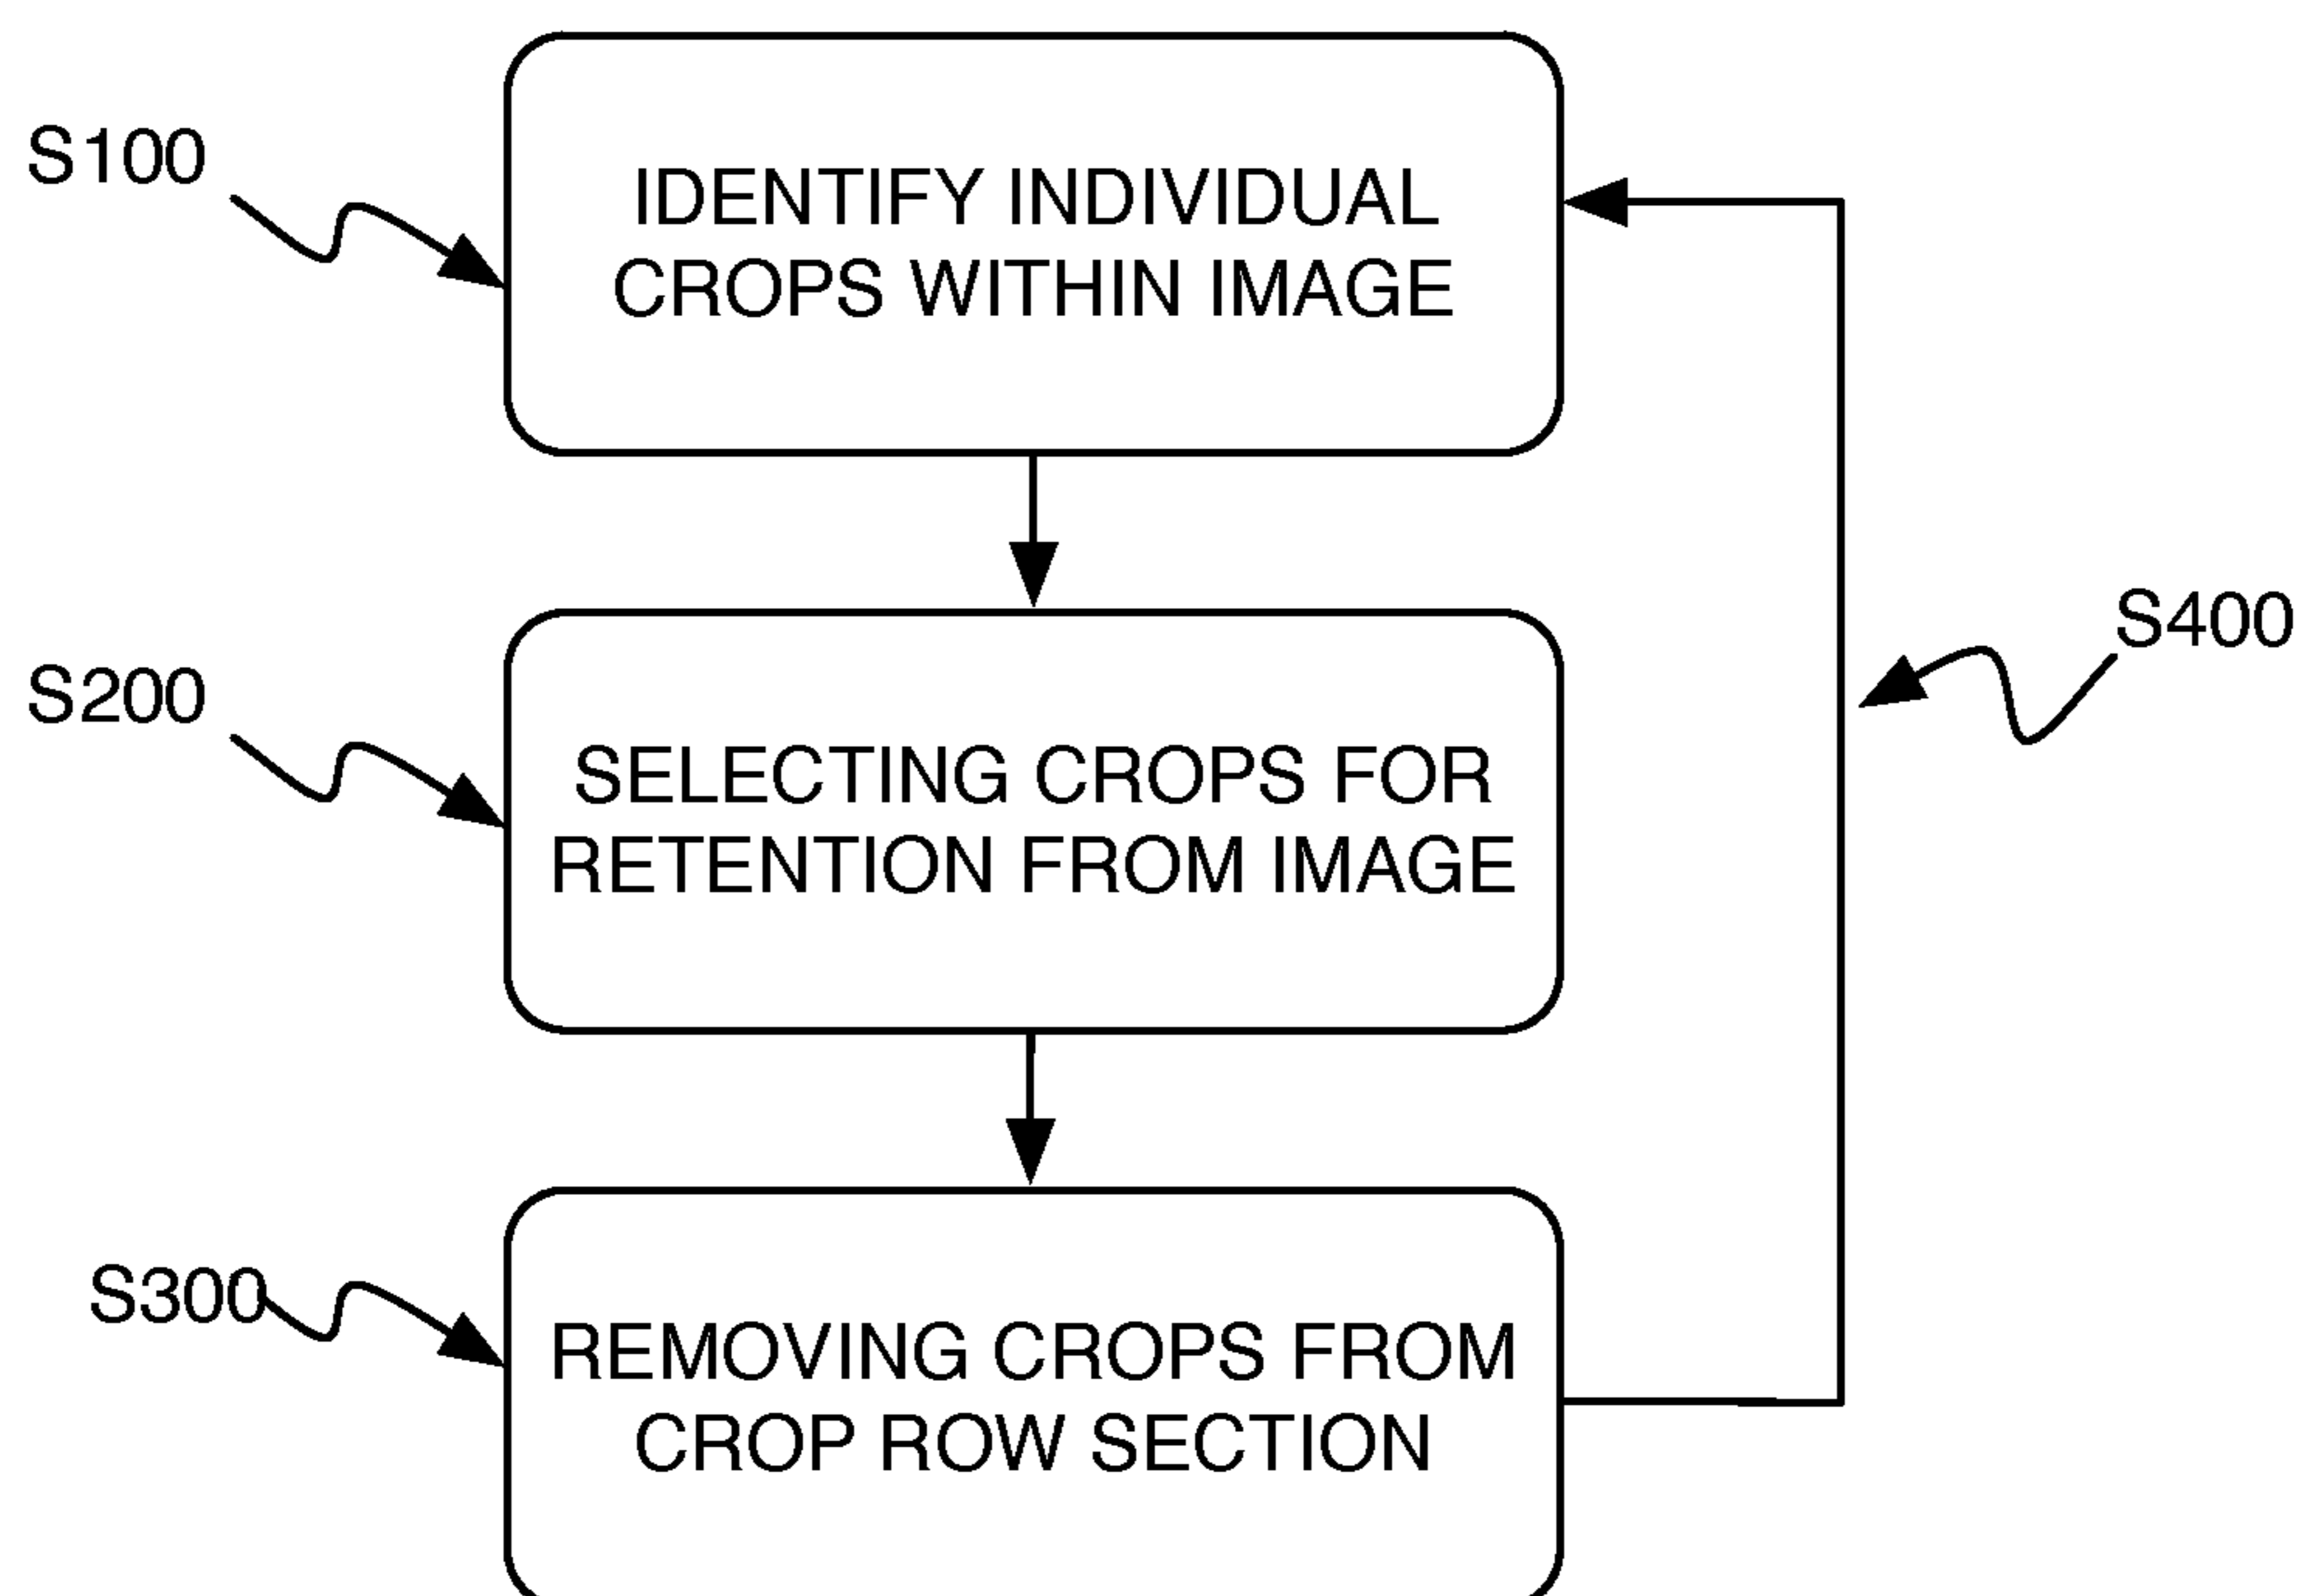 S100
IDENTIFY INDIVIDUAL
CROPS WITHIN IMAGE
S400
S200
SELECTING CROPS FOR
RETENTION FROM IMAGE
S300
REMOVING CROPS FROM
CROP ROW SECTION